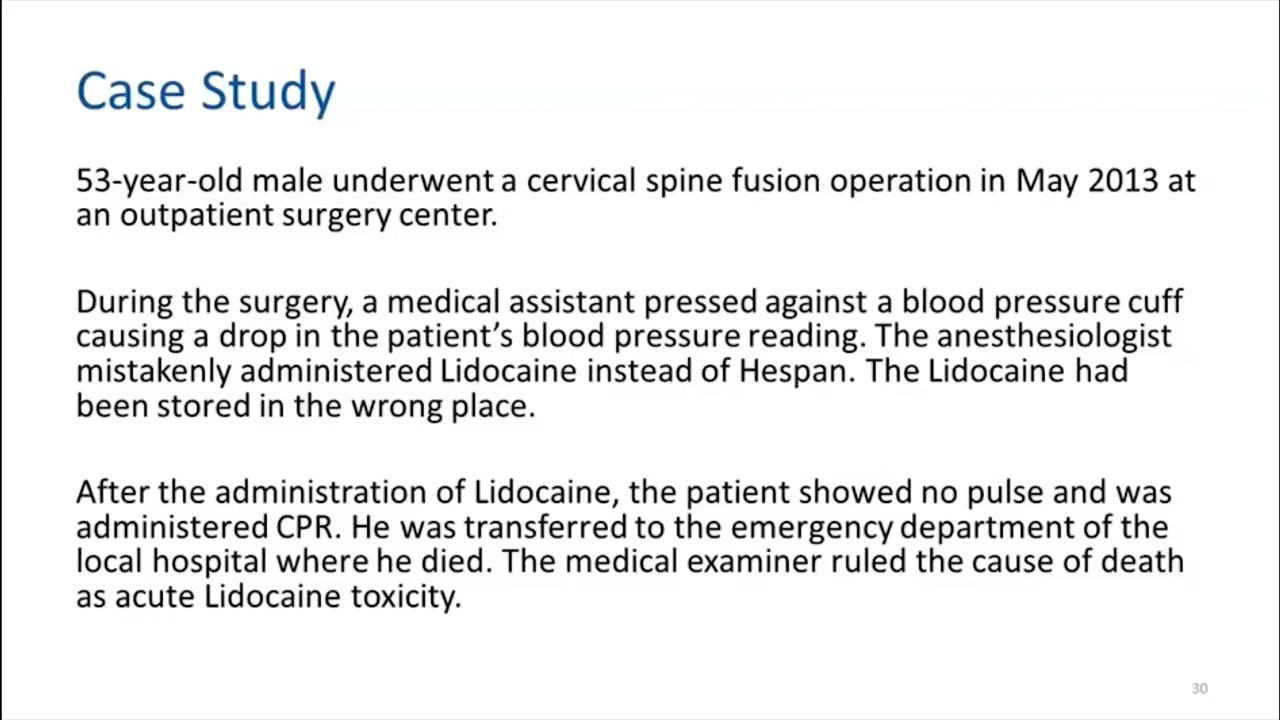 Case Study
53-year-old male underwent a cervical spine fusion operation in May 2013 at
an outpatient surgery center.
During the surgery, a medical assistant pressed against a blood pressure cuff
causing a drop in the patient’s blood pressure reading. The anesthesiologist
mistakenly administered Lidocaine instead of Hespan. The Lidocaine had
been stored in the wrong place.
After the administration of Lidocaine, the patient showed no pulse and was
administered CPR. He was transferred to the emergency department of the
local hospital where he died. The medical examiner ruled the cause of death
as acute Lidocaine toxicity.
30